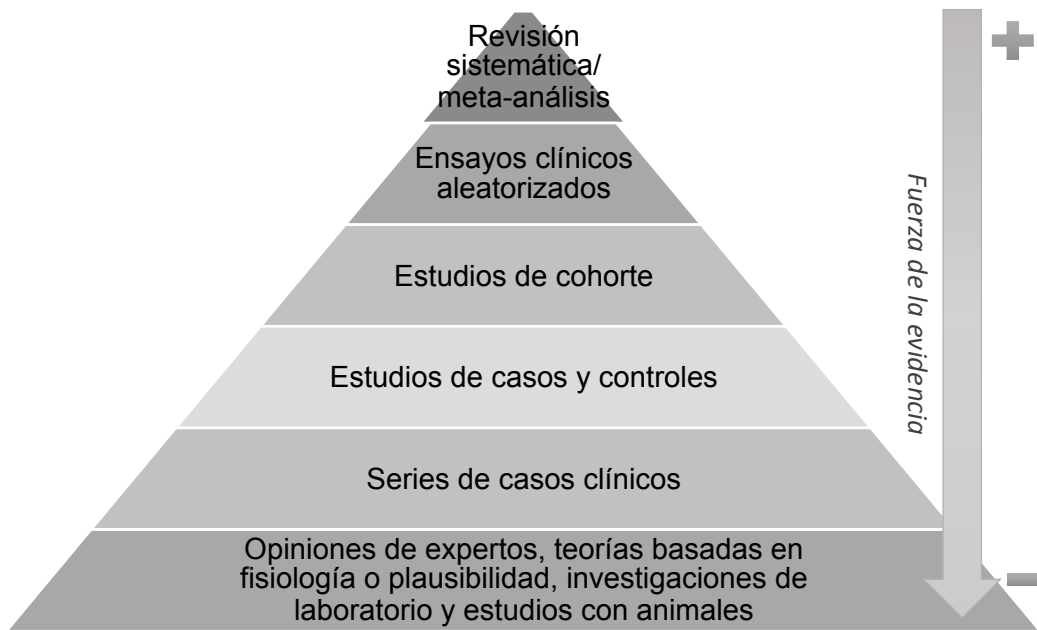 Revisión
sistemática/
meta-análisis
Ensayos clínicos
aleatorizados
Estudios de cohorte
Estudios de casos y controles
Series de casos clínicos
Opiniones de expertos, teorías basadas en
fisiología o plausibilidad, investigaciones de
laboratorio y estudios con animales
Fuerza de la evidencia